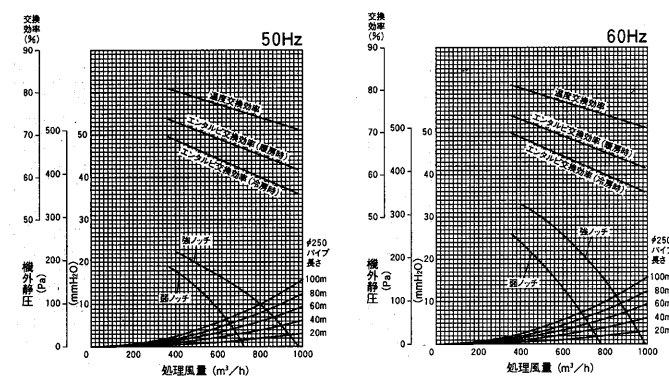 交換
効率
(%)
50Hz
90
80
70
60
50
500
400
300
200
100
0
50
40
30
20
10
温度交換効率
エンタルピ交換効率(暖房時)
エンタルピ交換効率(冷房時)
強ノッチ
弱ノッチ
機外静圧
(Pa)
(mmH₂O)
φ250
パイプ
長さ
100m
80m
60m
40m
20m
0 200 400 600 800 1000
処理風量 (m³/h)
交換
効率
(%)
60Hz
90
80
70
60
50
500
400
300
200
100
0
50
40
30
20
10
温度交換効率
エンタルピ交換効率(暖房時)
エンタルピ交換効率(冷房時)
強ノッチ
弱ノッチ
機外静圧
(Pa)
(mmH₂O)
φ250
パイプ
長さ
100m
80m
60m
40m
20m
0 200 400 600 800 1000
処理風量 (m³/h)